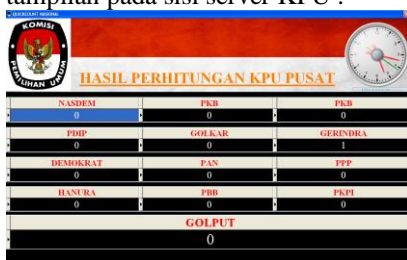 tampilan pada sisi server KPU :
QUICKCOUNT NASIONAL
KOMISI
PEMILIHAN UMUM
HASIL PERHITUNGAN KPU PUSAT
NASDEM PKB PKB
0 0 0
PDIP GOLKAR GERINDRA
0 0 1
DEMOKRAT PAN PPP
0 0 0
HANURA PBB PKPI
0 0 0
GOLPUT
0